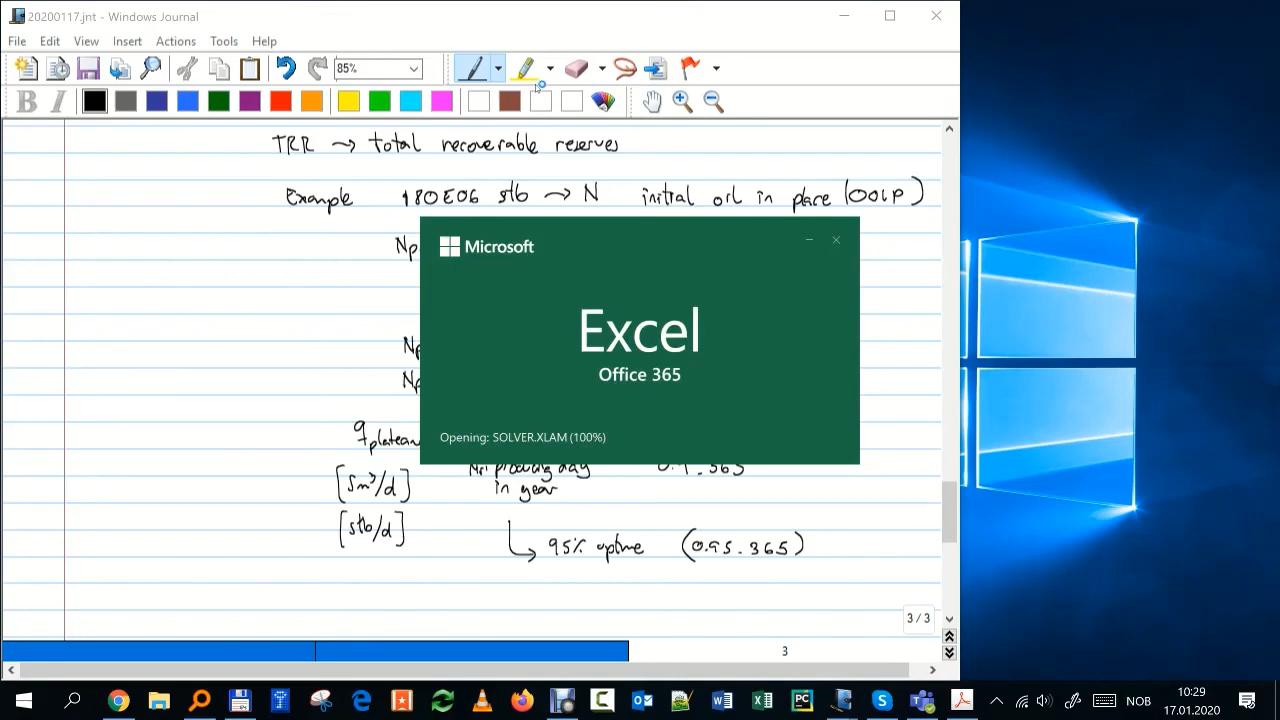 20200117.jnt - Windows Journal
File Edit View Insert Actions Tools Help
85%
B I
TRR → total recoverable reserves
Example 180E06 stb → N initial oil in place (OOIP)
Np
Microsoft
Excel
Office 365
Opening: SOLVER.XLAM (100%)
Np
Np
qplateau
Nr. producing day
in year
0.9 . 365
[Sm³/d]
[stb/d]
95% uptime (0.95 . 365)
3 / 3
3
NOB
10:29
17.01.2020